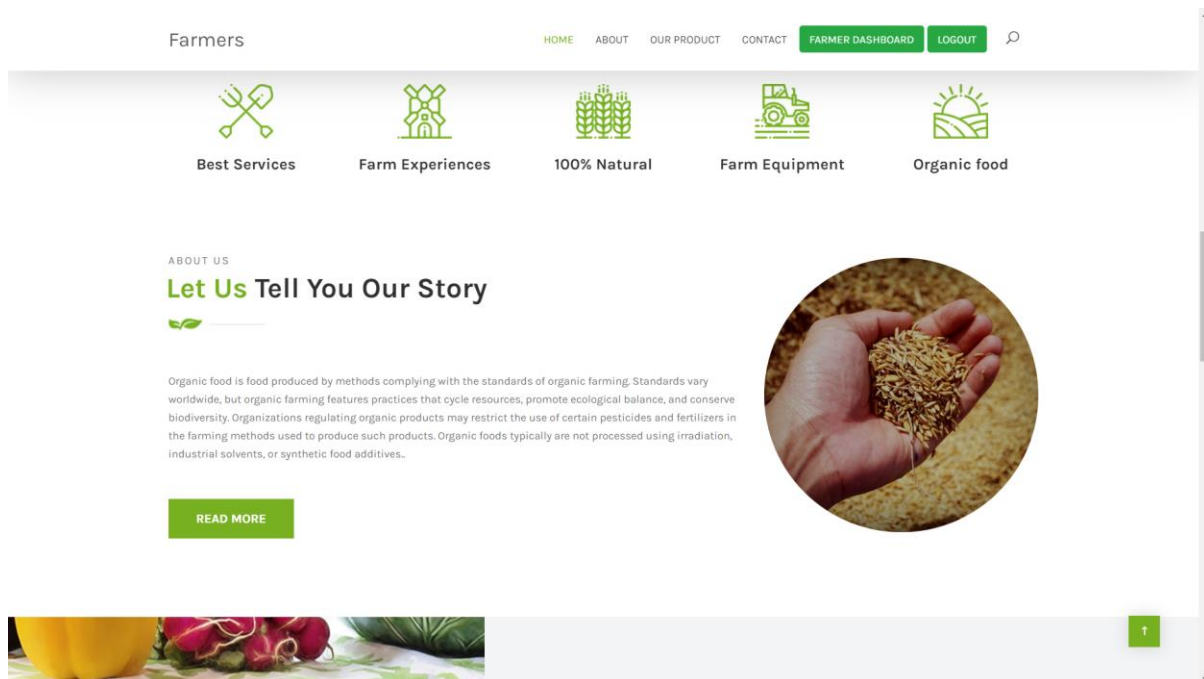 Farmers
HOME ABOUT OUR PRODUCT CONTACT FARMER DASHBOARD LOGOUT
Best Services Farm Experiences 100% Natural Farm Equipment Organic food
ABOUT US
Let Us Tell You Our Story
Organic food is food produced by methods complying with the standards of organic farming. Standards vary
worldwide, but organic farming features practices that cycle resources, promote ecological balance, and conserve
biodiversity. Organizations regulating organic products may restrict the use of certain pesticides and fertilizers in
the farming methods used to produce such products. Organic foods typically are not processed using irradiation,
industrial solvents, or synthetic food additives..
READ MORE